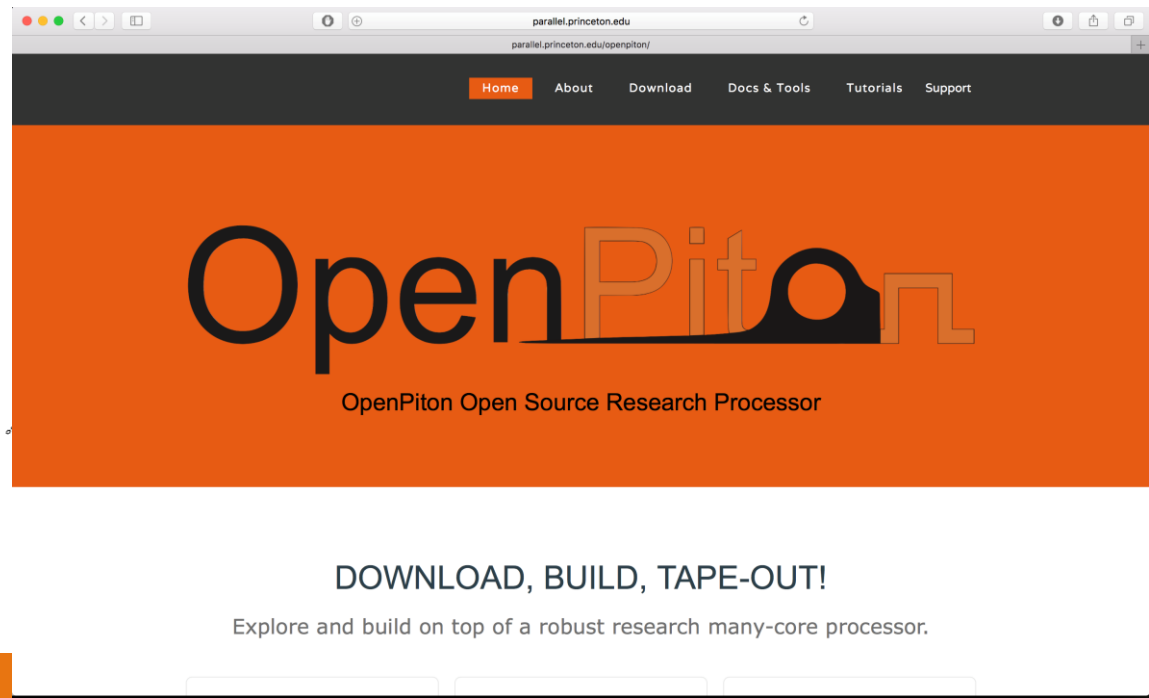 parallel.princeton.edu
parallel.princeton.edu/openpiton/
Home About Download Docs & Tools Tutorials Support
OpenPiton
OpenPiton Open Source Research Processor
DOWNLOAD, BUILD, TAPE-OUT!
Explore and build on top of a robust research many-core processor.